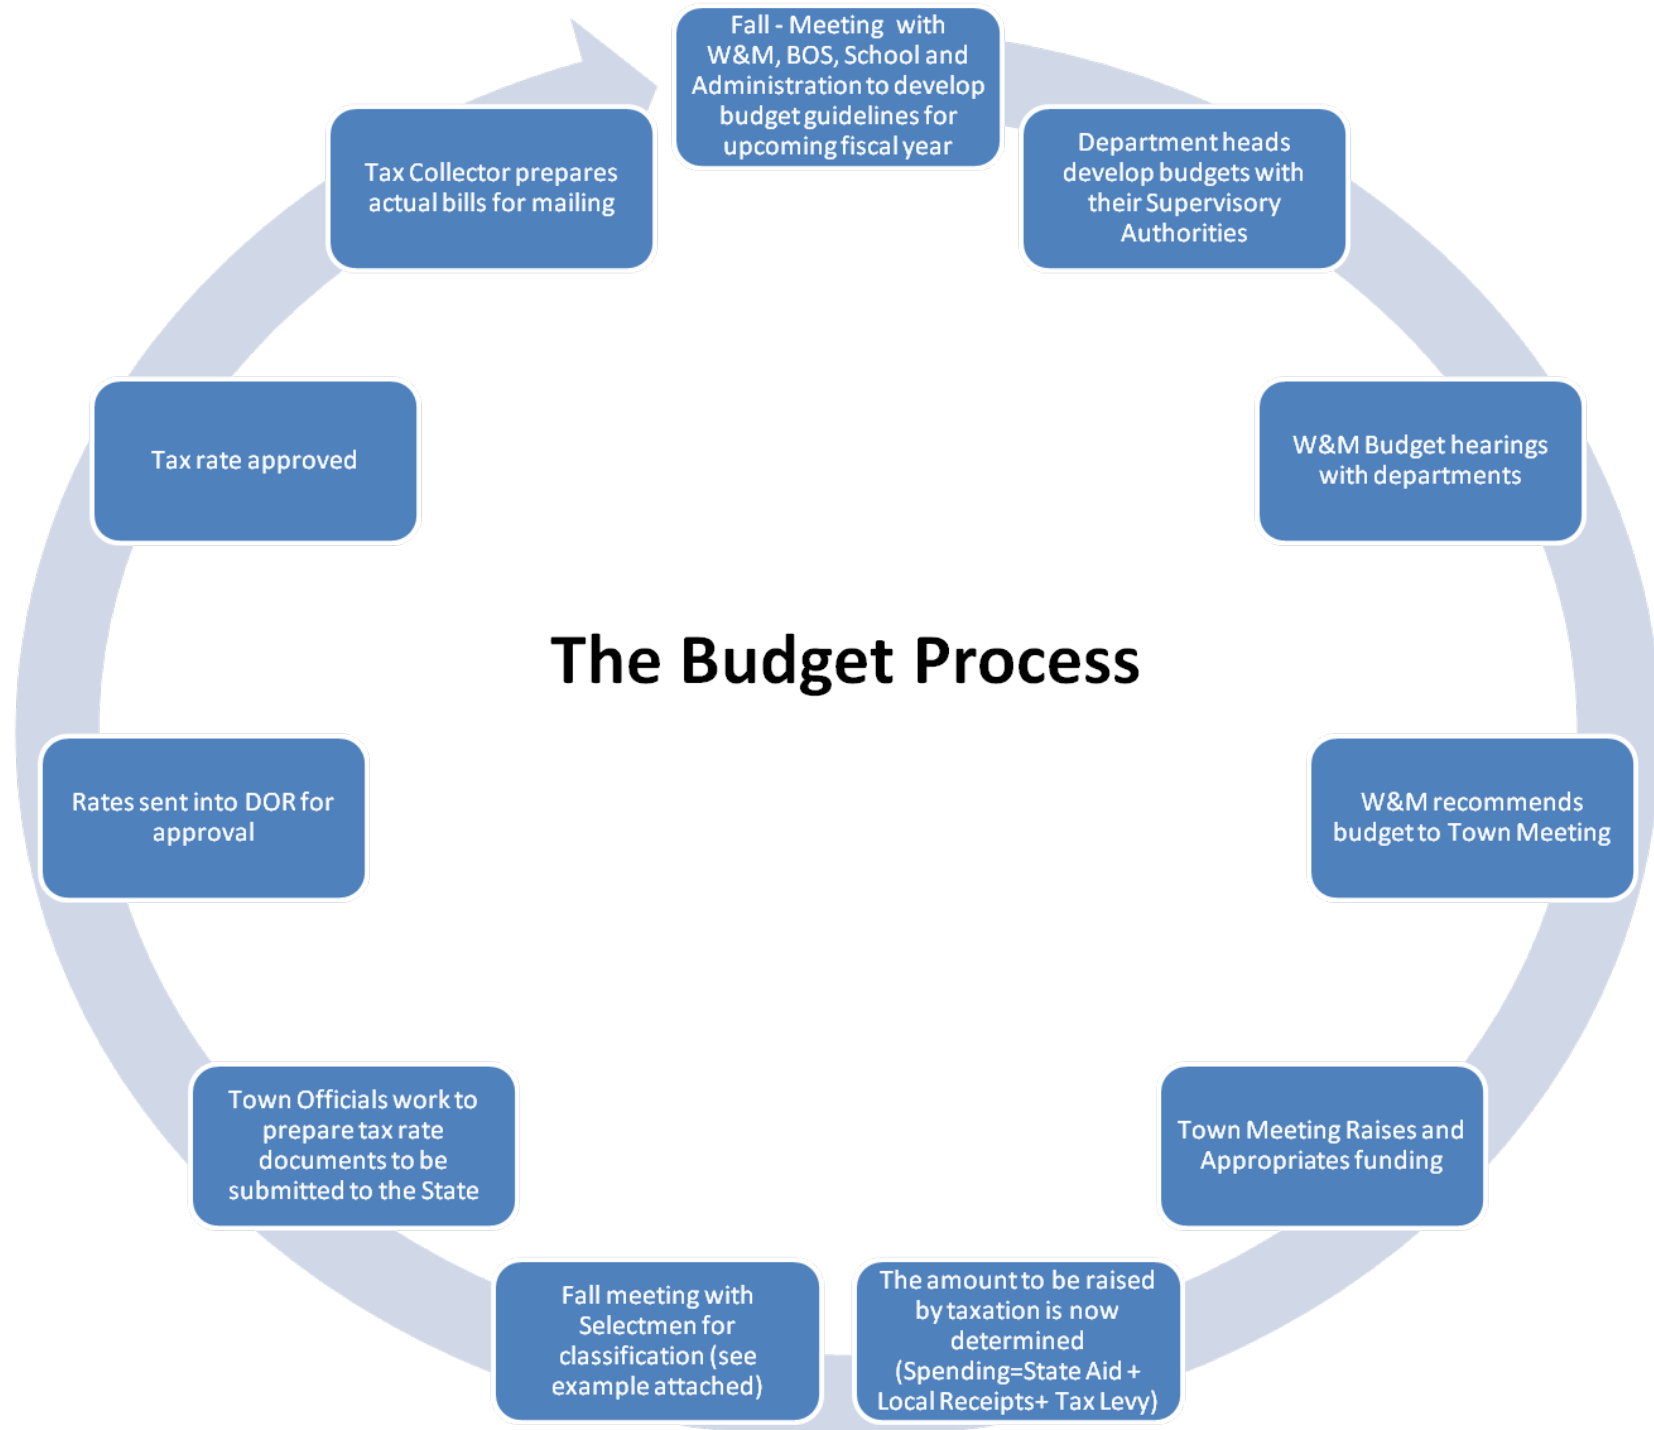 Fall - Meeting with
W&M, BOS, School and
Administration to develop
budget guidelines for
upcoming fiscal year
Department heads
develop budgets with
their Supervisory
Authorities
W&M Budget hearings
with departments
W&M recommends
budget to Town Meeting
Town Meeting Raises and
Appropriates funding
The amount to be raised
by taxation is now
determined
(Spending=State Aid +
Local Receipts+ Tax Levy)
Fall meeting with
Selectmen for
classification (see
example attached)
Town Officials work to
prepare tax rate
documents to be
submitted to the State
Rates sent into DOR for
approval
Tax rate approved
Tax Collector prepares
actual bills for mailing
The Budget Process